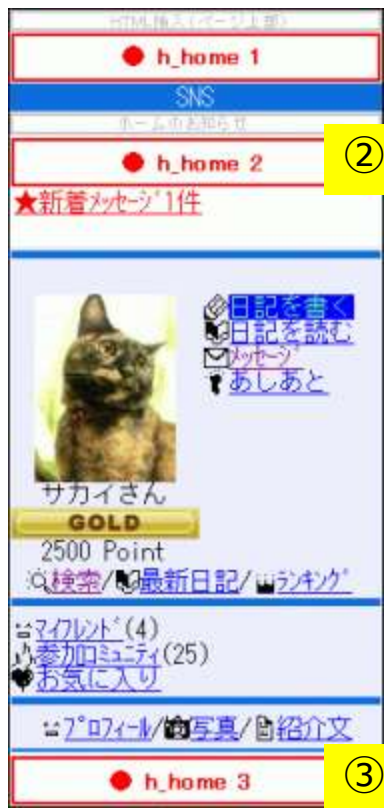 HTML挿入(ページ上部)
● h_home 1
SNS
ホームのお知らせ
● h_home 2
②
★新着メッセージ1件
日記を書く
日記を読む
メッセージ
あしあと
サカイさん
GOLD
2500 Point
検索/最新日記/ランキング
マイフレンド(4)
参加コミュニティ(25)
お気に入り
プロフィール/写真/紹介文
● h_home 3
③